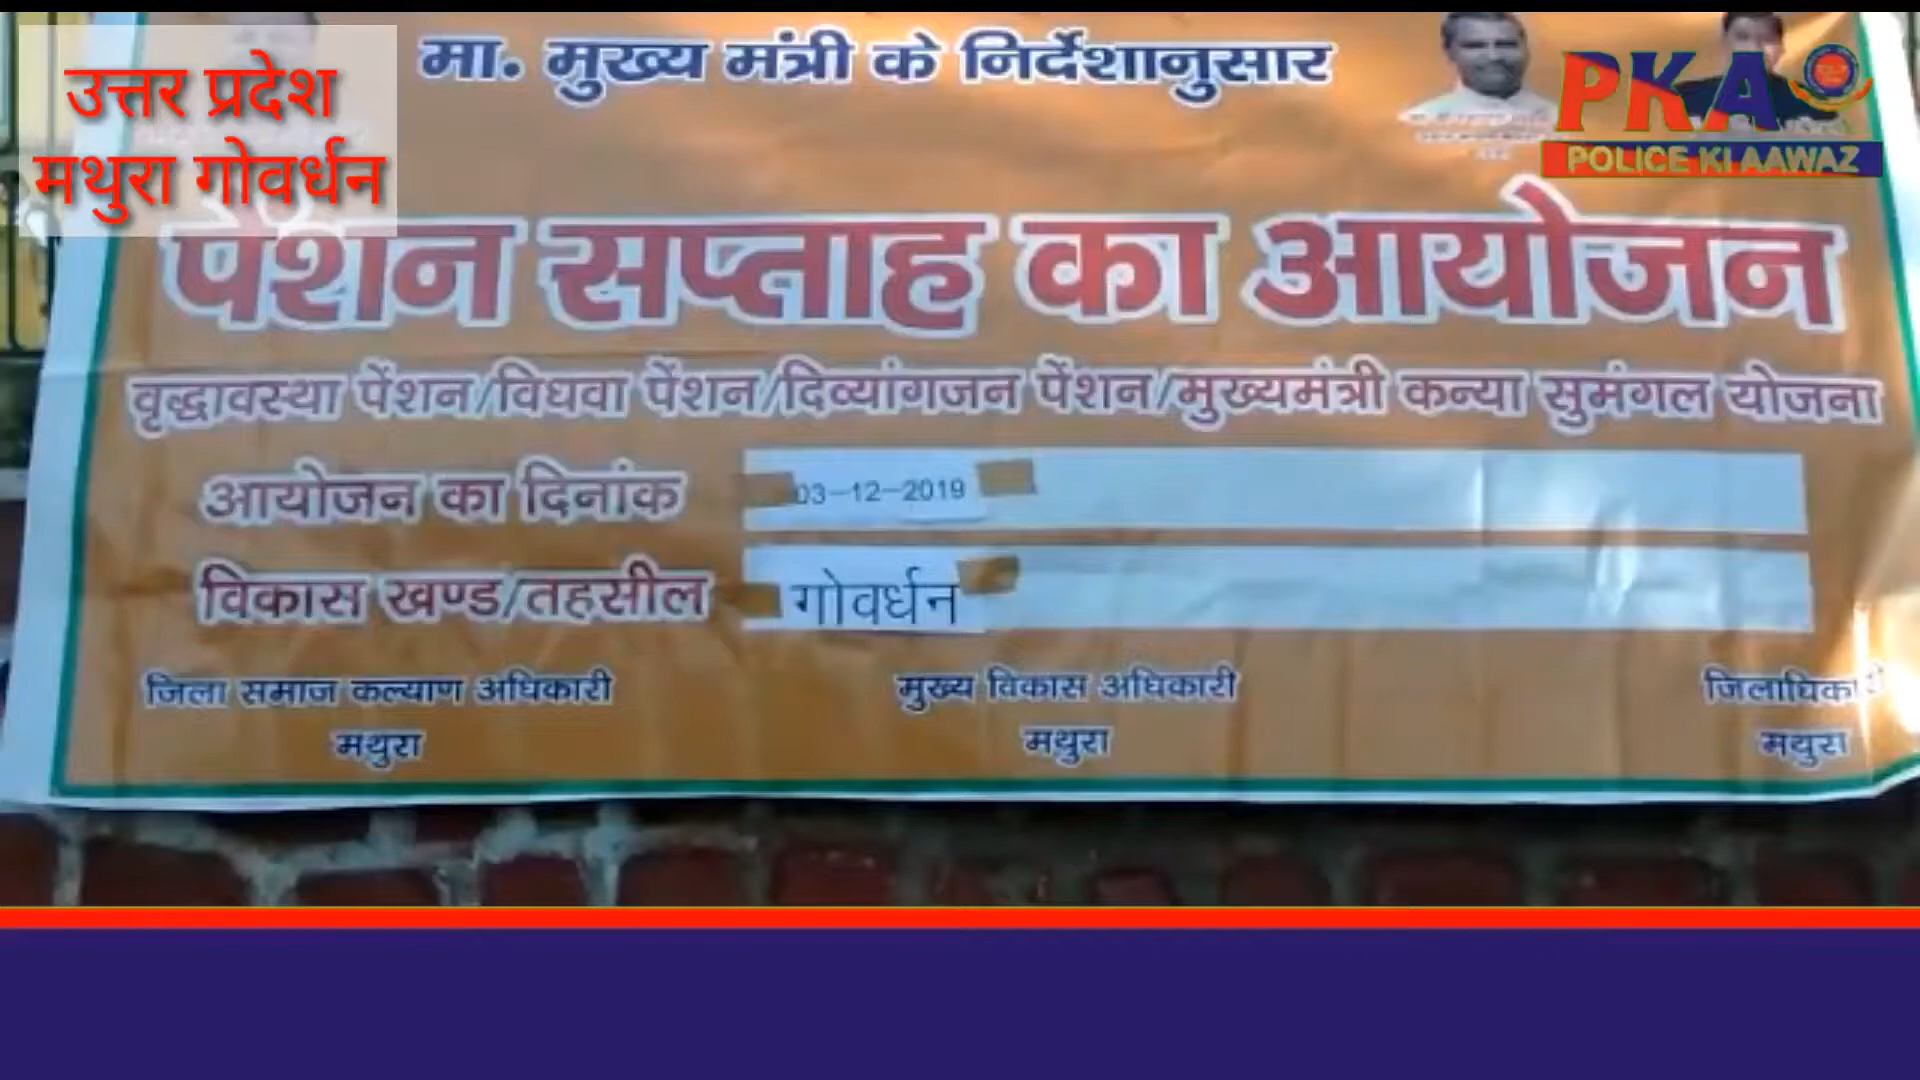 उत्तर प्रदेश
मथुरा गोवर्धन
PKA
POLICE KI AAWAZ
मा. मुख्य मंत्री के निर्देशानुसार
पेंशन सप्ताह का आयोजन
वृद्धावस्था पेंशन/विधवा पेंशन/दिव्यांगजन पेंशन/मुख्यमंत्री कन्या सुमंगल योजना
आयोजन का दिनांक 03-12-2019
विकास खण्ड/तहसील गोवर्धन
जिला समाज कल्याण अधिकारी मुख्य विकास अधिकारी जिलाधिकारी
मथुरा मथुरा मथुरा